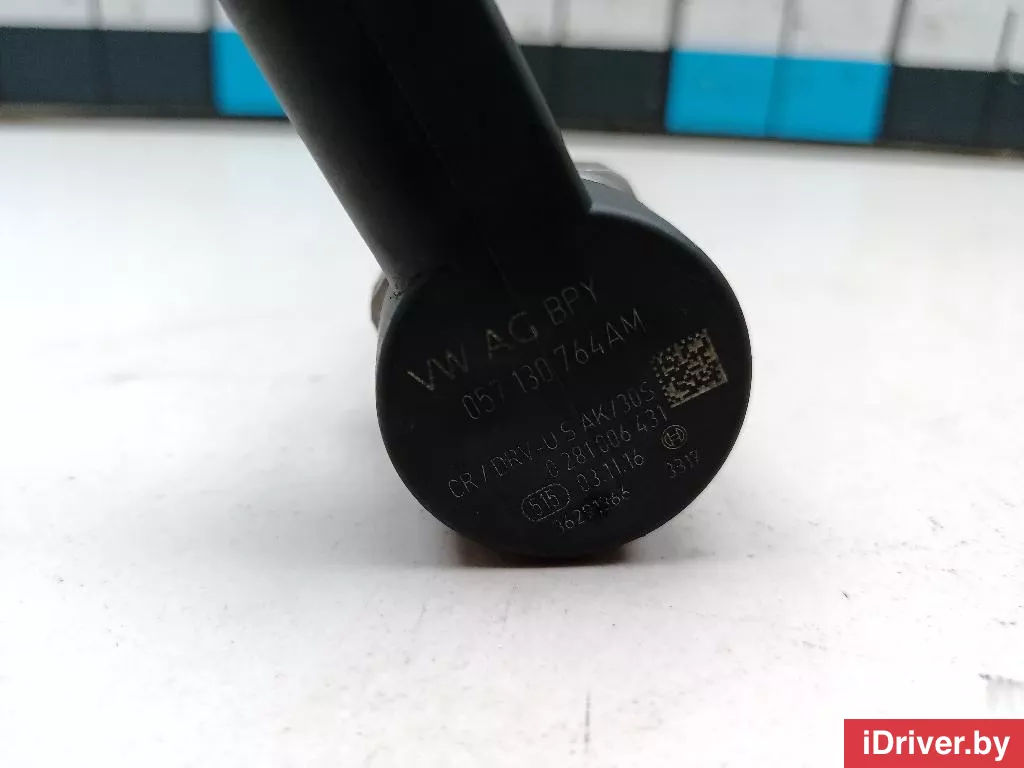 VW AG BPY
057 130 764AM
CR/DRV-U S AK/30S
0 281 006 431
515 03.11.16
3317
iDriver.by